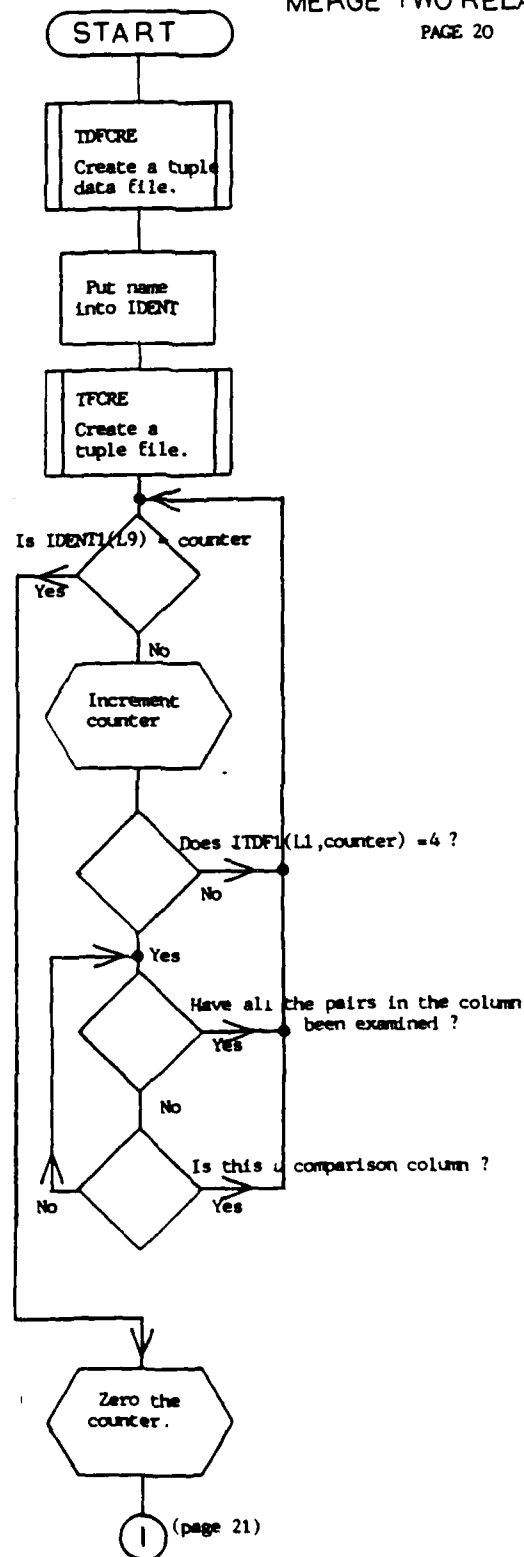 MERGE TWO RELA
PAGE 20
START
TDFCRE
Create a tuple
data file.
Put name
into IDENT
TFCRE
Create a
tuple file.
Is IDENT1(L9) = counter
Yes
No
Increment
counter
Does ITDF1(L1,counter) =4 ?
No
Yes
Have all the pairs in the column
been examined ?
Yes
No
Is this a comparison column ?
No
Yes
Zero the
counter.
1 (page 21)